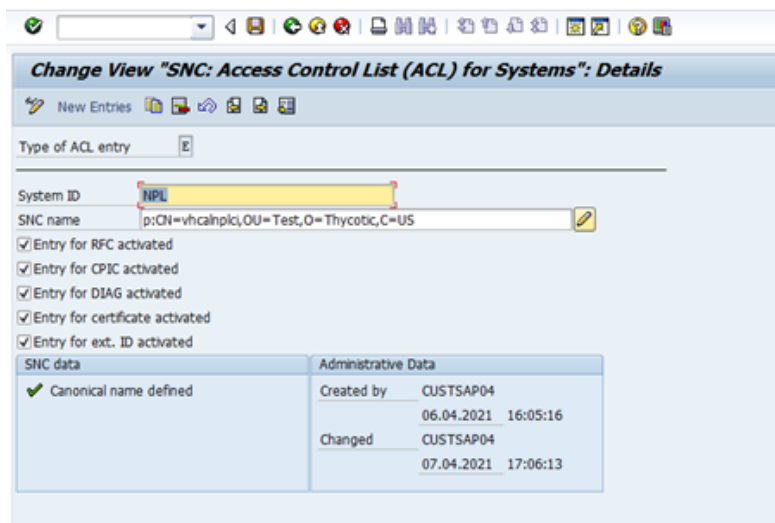 Change View "SNC: Access Control List (ACL) for Systems": Details
New Entries
Type of ACL entry E
System ID NPL
SNC name p:CN=vhcalnplci,OU=Test,O=Thycotic,C=US
Entry for RFC activated
Entry for CPIC activated
Entry for DIAG activated
Entry for certificate activated
Entry for ext. ID activated
SNC data Administrative Data
Canonical name defined Created by CUSTSAP04
06.04.2021 16:05:16
Changed CUSTSAP04
07.04.2021 17:06:13